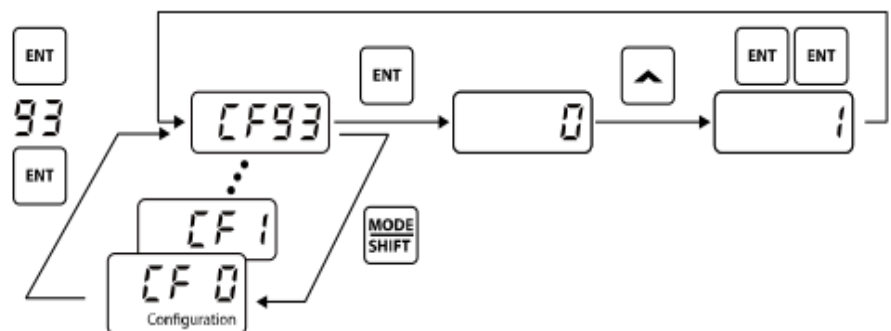 ENT
93
ENT
CF93
ENT
0
ENT ENT
1
CF 1
MODE
SHIFT
CF 0
Configuration